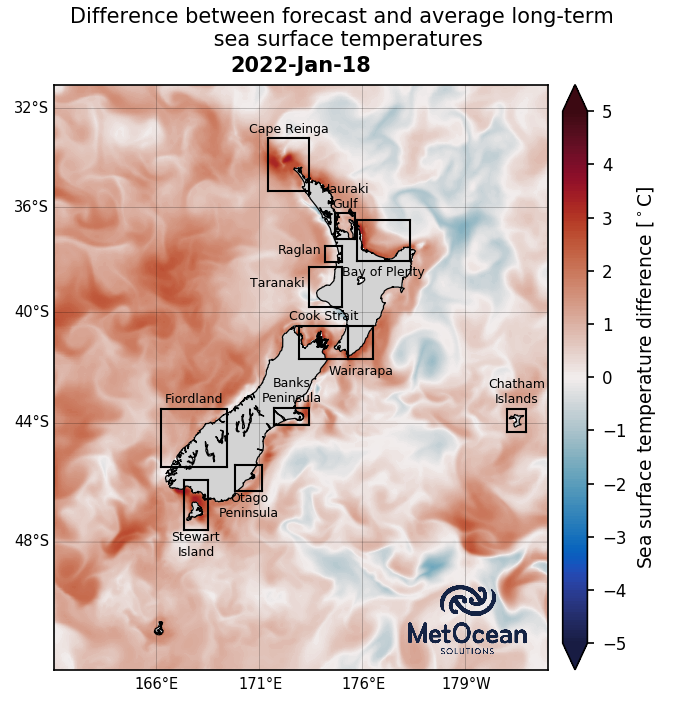 Difference between forecast and average long-term
sea surface temperatures
2022-Jan-18
32°S
36°S
40°S
44°S
48°S
166°E
171°E
176°E
179°W
Cape Reinga
Hauraki
Gulf
Raglan
Bay of Plenty
Taranaki
Cook Strait
Wairarapa
Banks
Peninsula
Fiordland
Chatham
Islands
Otago
Peninsula
Stewart
Island
MetOcean
SOLUTIONS
5
4
3
2
1
0
−1
−2
−3
−4
−5
Sea surface temperature difference [°C]